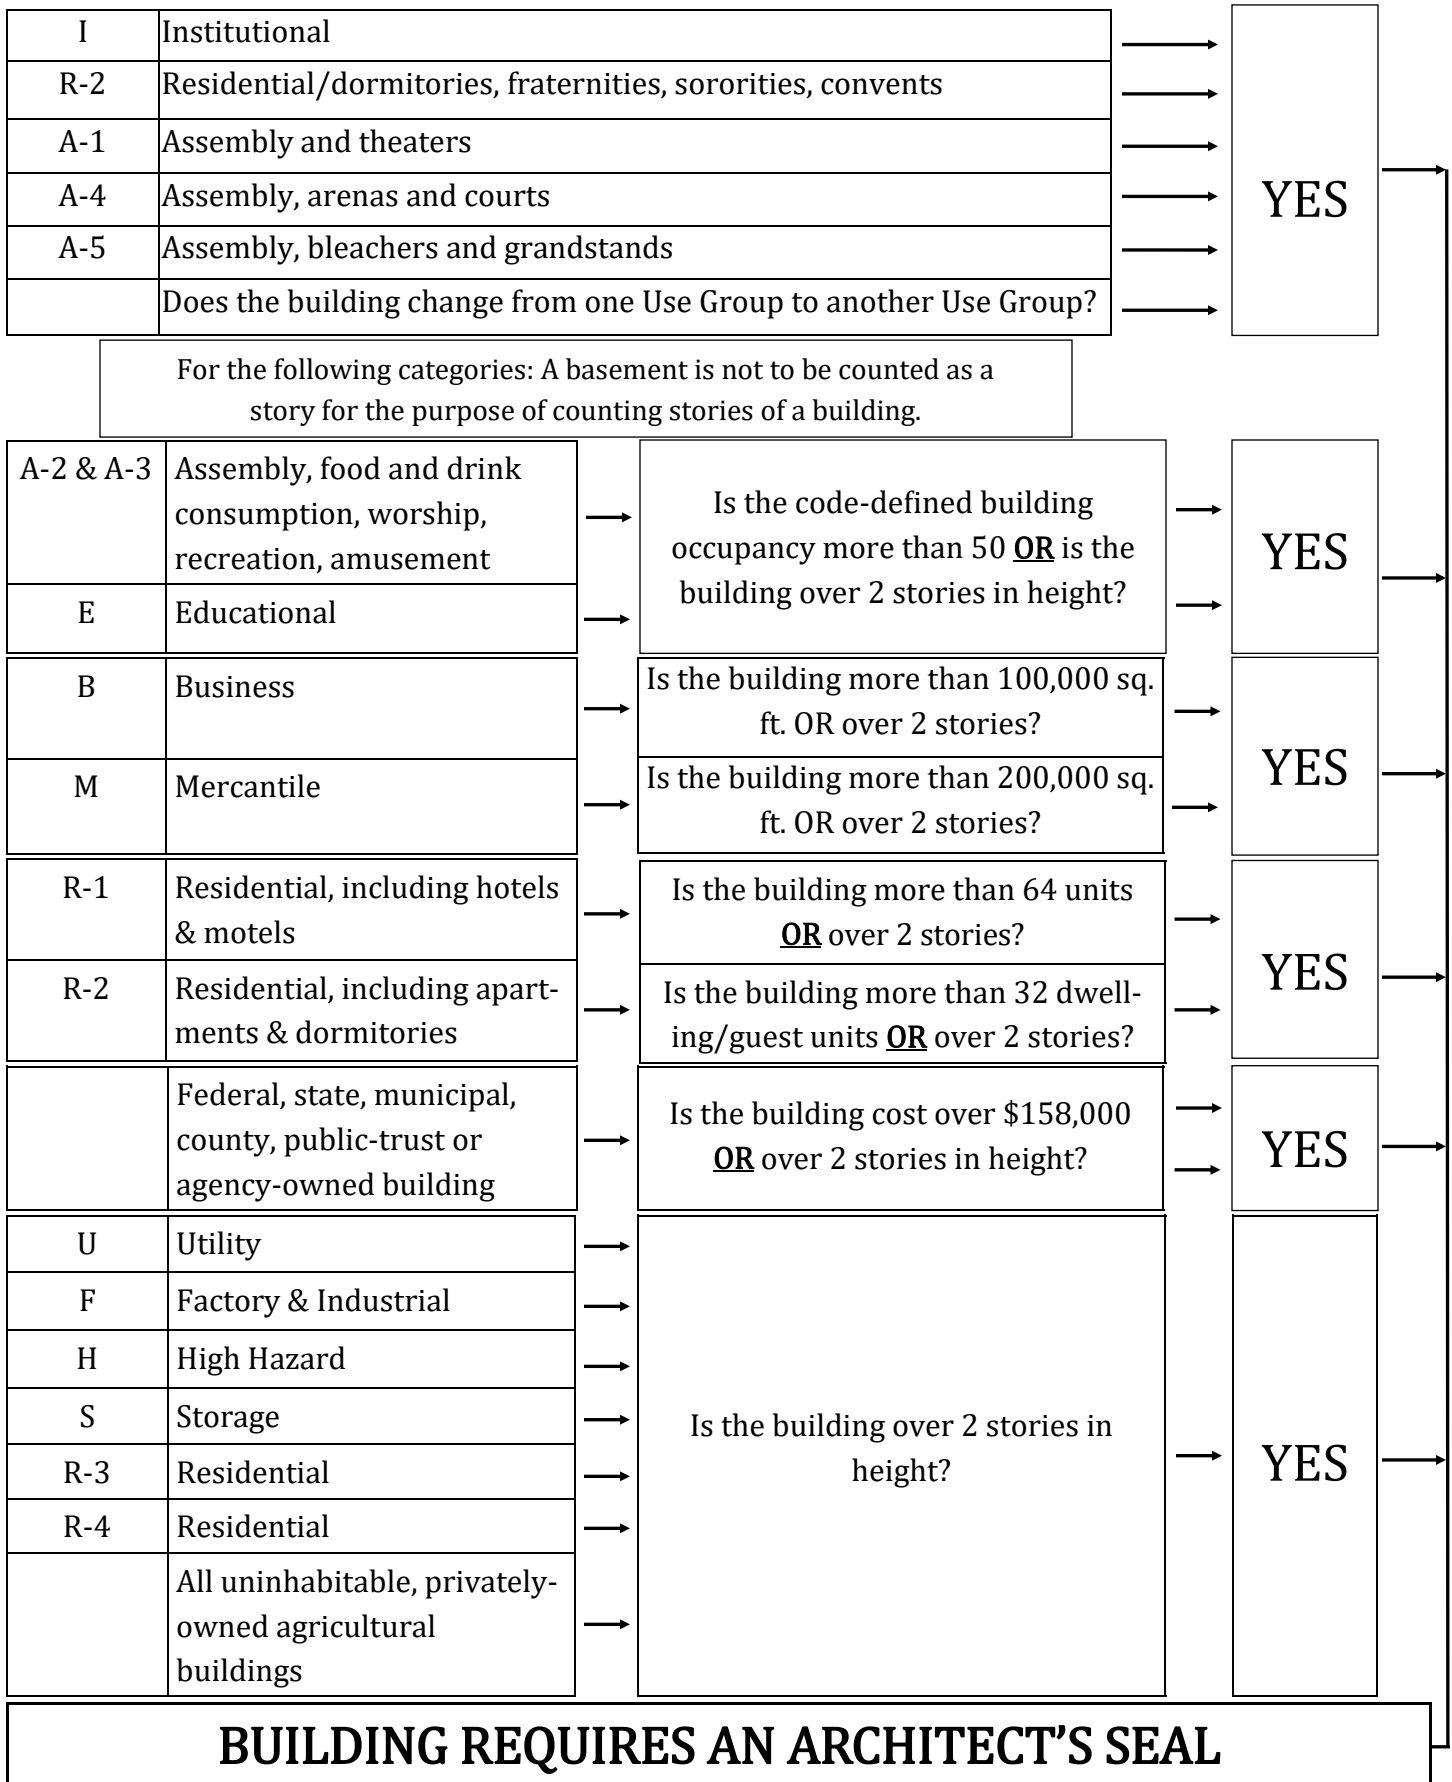 I Institutional
R-2 Residential/dormitories, fraternities, sororities, convents
A-1 Assembly and theaters
A-4 Assembly, arenas and courts
A-5 Assembly, bleachers and grandstands
Does the building change from one Use Group to another Use Group?
YES
For the following categories: A basement is not to be counted as a
story for the purpose of counting stories of a building.
A-2 & A-3 Assembly, food and drink
consumption, worship,
recreation, amusement
E Educational
Is the code-defined building
occupancy more than 50 OR is the
building over 2 stories in height?
YES
B Business
Is the building more than 100,000 sq.
ft. OR over 2 stories?
M Mercantile
Is the building more than 200,000 sq.
ft. OR over 2 stories?
YES
R-1 Residential, including hotels
& motels
Is the building more than 64 units
OR over 2 stories?
R-2 Residential, including apart-
ments & dormitories
Is the building more than 32 dwell-
ing/guest units OR over 2 stories?
YES
Federal, state, municipal,
county, public-trust or
agency-owned building
Is the building cost over $158,000
OR over 2 stories in height?
YES
U Utility
F Factory & Industrial
H High Hazard
S Storage
R-3 Residential
R-4 Residential
All uninhabitable, privately-
owned agricultural
buildings
Is the building over 2 stories in
height?
YES
BUILDING REQUIRES AN ARCHITECT'S SEAL